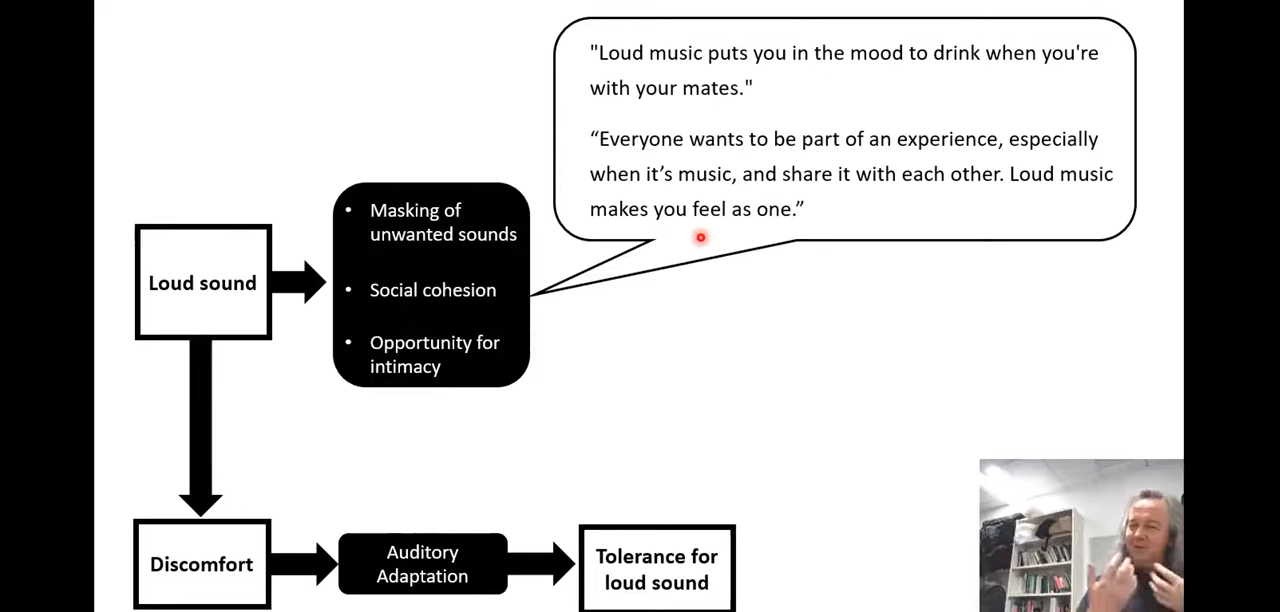 "Loud music puts you in the mood to drink when you're
with your mates."
“Everyone wants to be part of an experience, especially
when it’s music, and share it with each other. Loud music
makes you feel as one.”
Loud sound
• Masking of
unwanted sounds
• Social cohesion
• Opportunity for
intimacy
Discomfort
Auditory
Adaptation
Tolerance for
loud sound